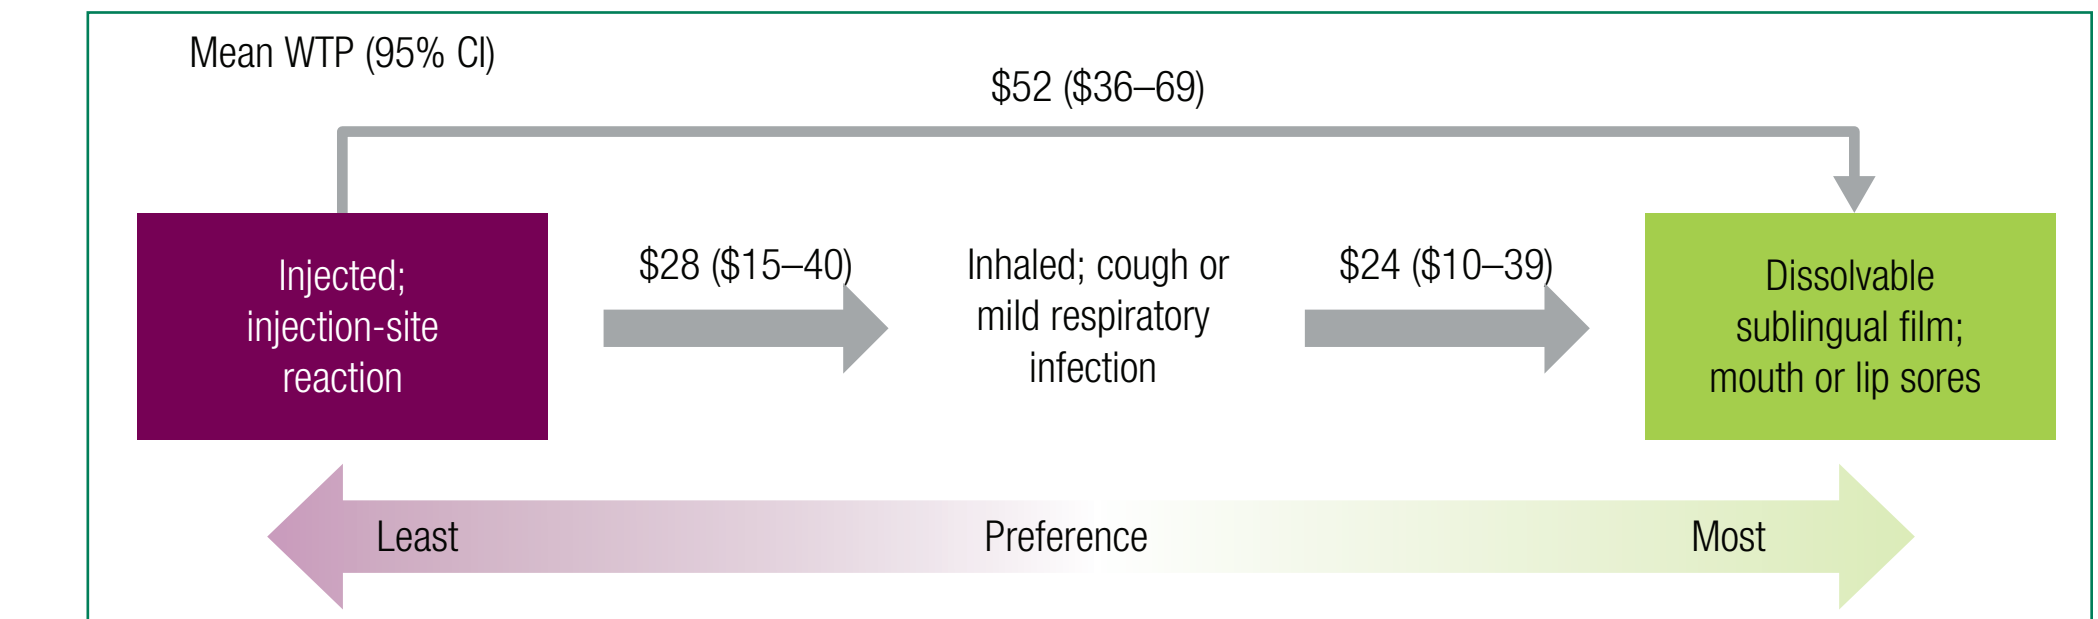 Mean WTP (95% CI)
$52 ($36–69)
Injected;
injection-site
reaction
$28 ($15–40)
Inhaled; cough or
mild respiratory
infection
$24 ($10–39)
Dissolvable
sublingual film;
mouth or lip sores
Least
Preference
Most